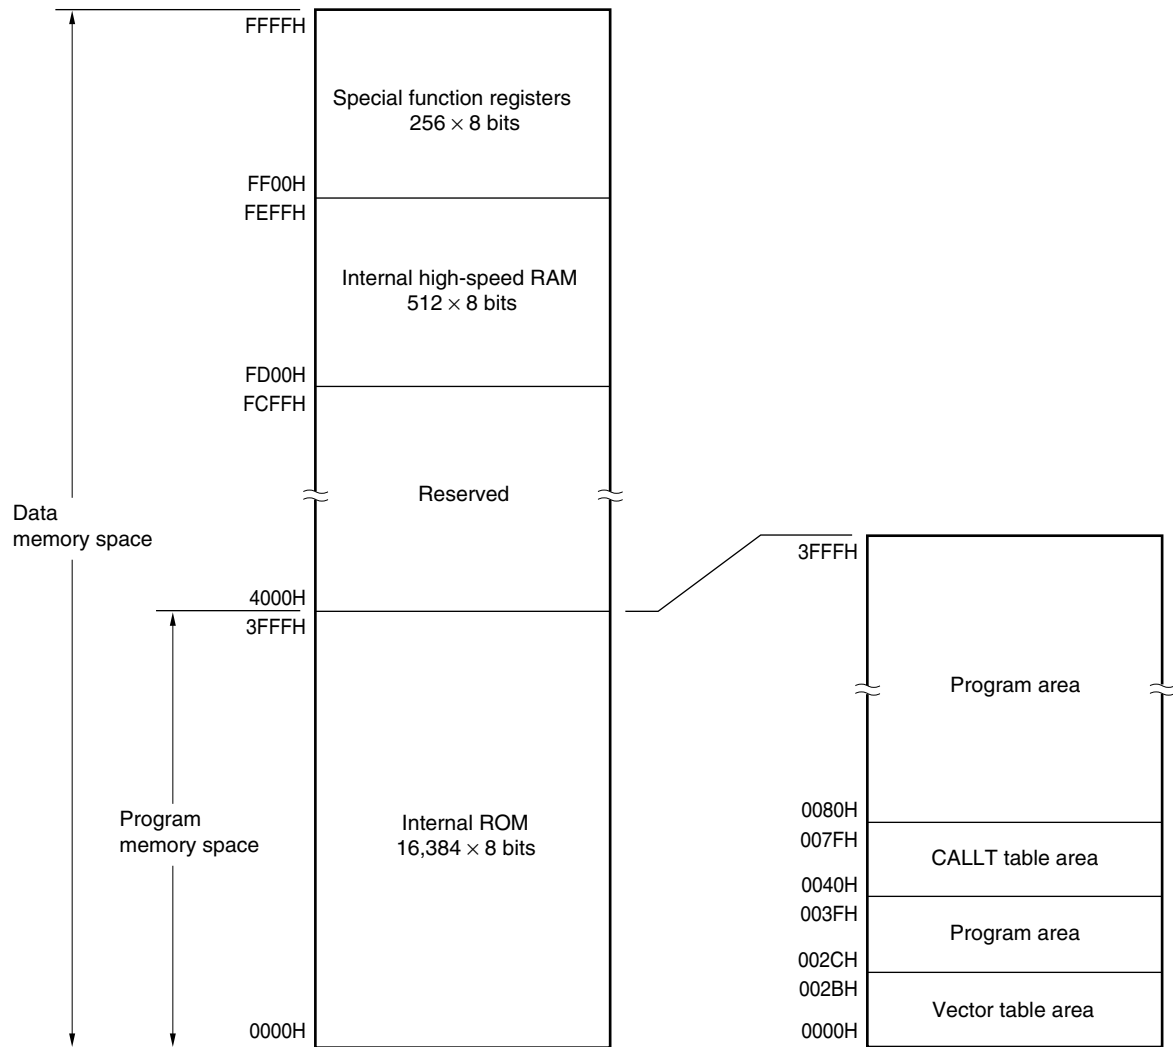 FFFFH
Special function registers
256 × 8 bits
FF00H
FEFFH
Internal high-speed RAM
512 × 8 bits
FD00H
FCFFH
Reserved
Data
memory space
4000H
3FFFH
Program
memory space
Internal ROM
16,384 × 8 bits
0000H
3FFFH
Program area
0080H
007FH
CALLT table area
0040H
003FH
Program area
002CH
002BH
Vector table area
0000H